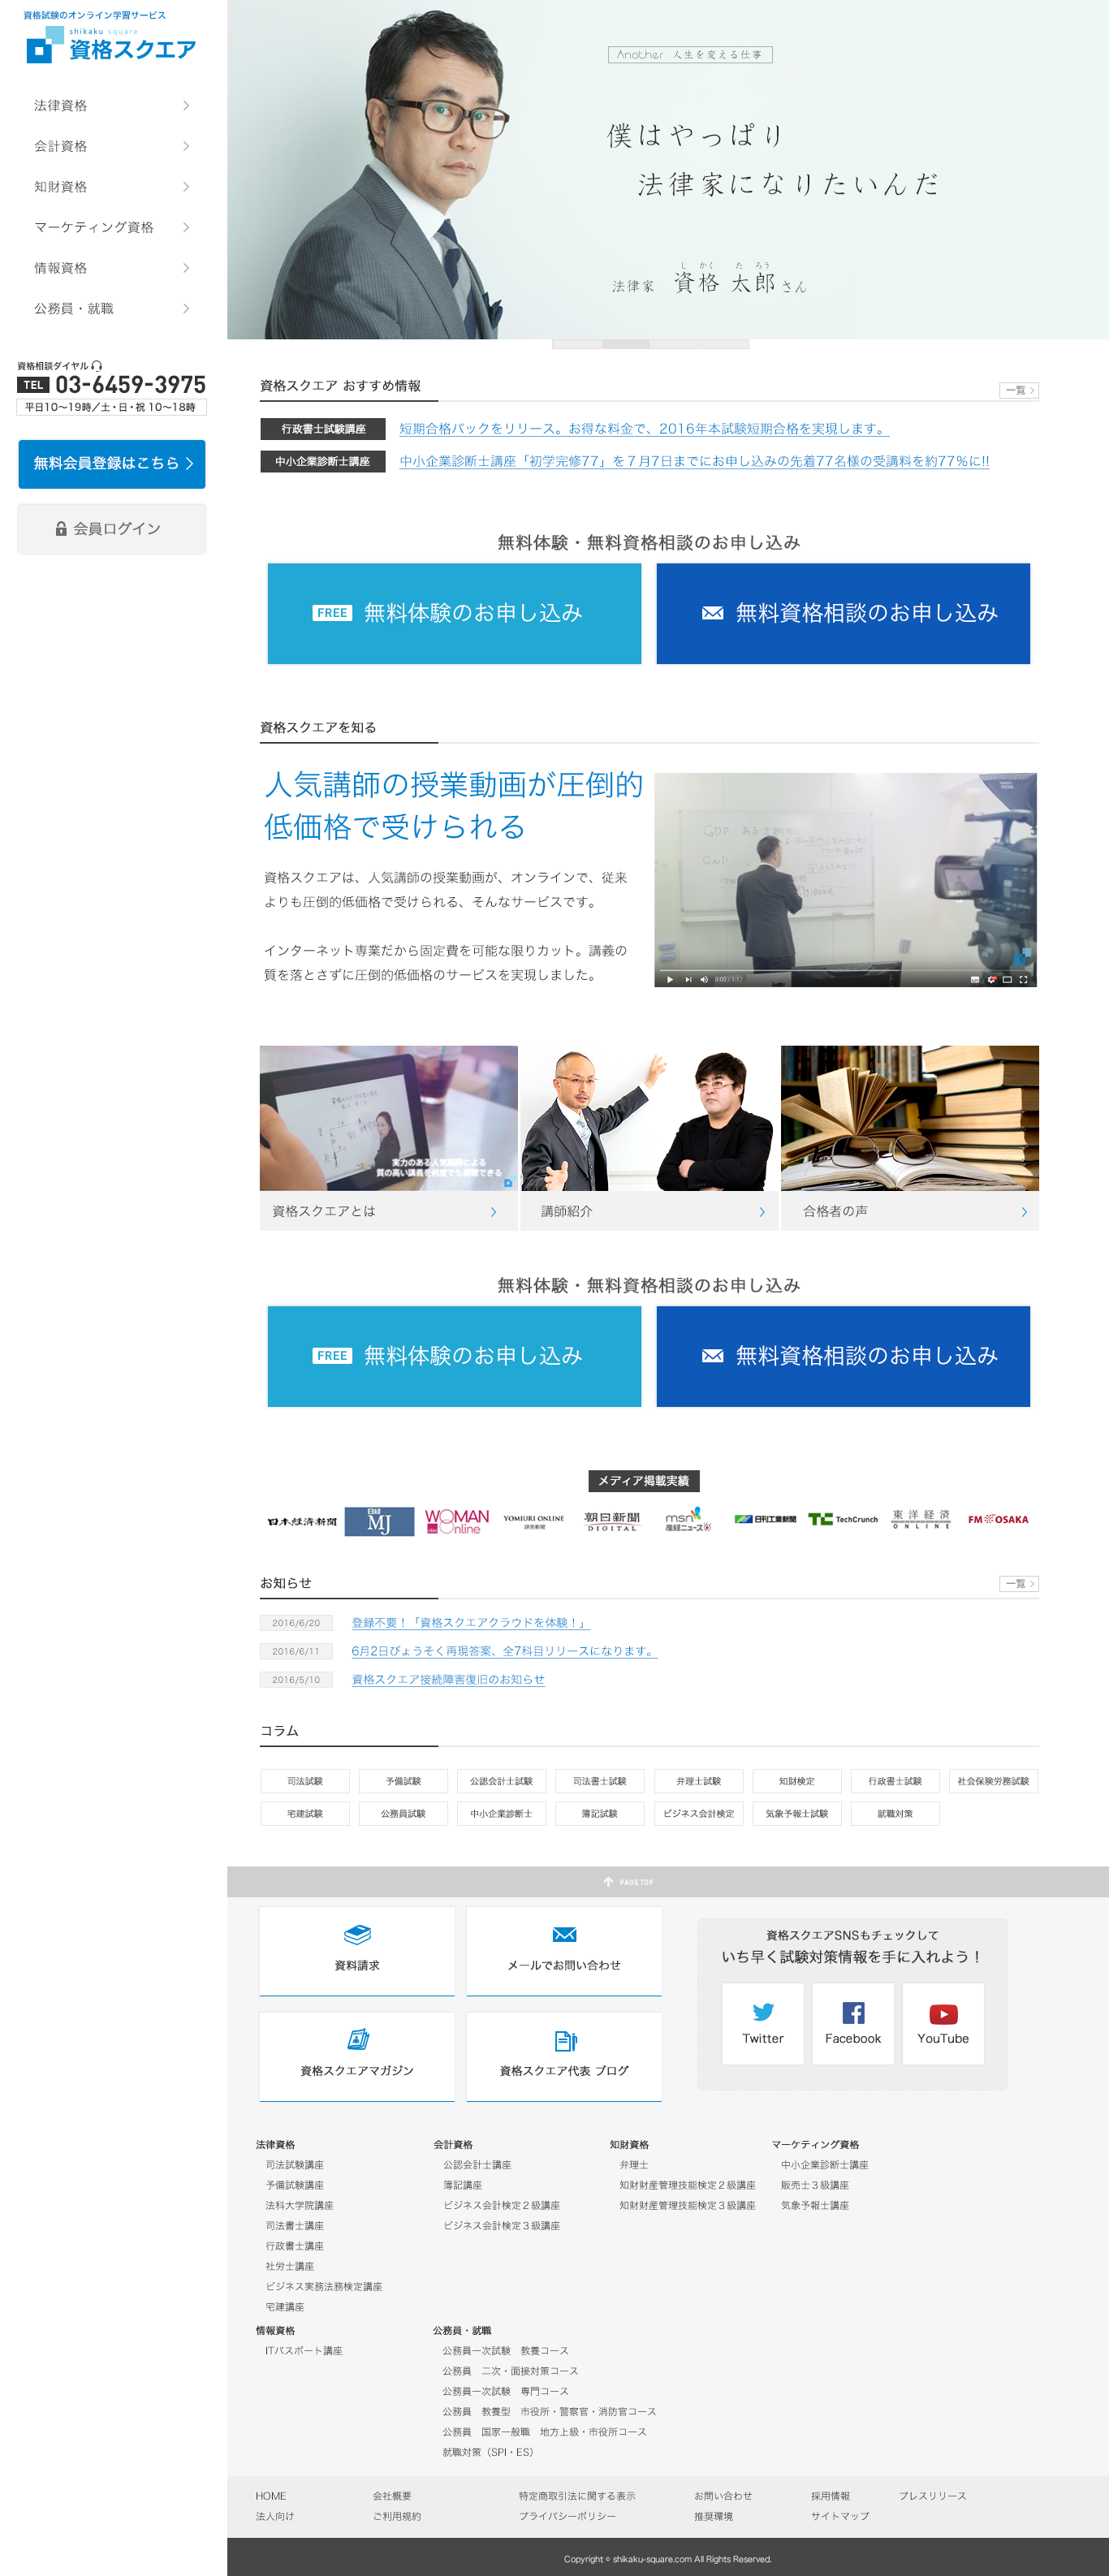 資格試験のオンライン学習サービス
shikaku square
資格スクエア
法律資格
会計資格
知財資格
マーケティング資格
情報資格
公務員・就職
資格相談ダイヤル
TEL 03-6459-3975
平日10〜19時／土・日・祝 10〜18時
無料会員登録はこちら
会員ログイン
Another 人生を変える仕事
僕はやっぱり
法律家になりたいんだ
し かく た ろう
法律家 資格 太郎 さん
資格スクエア おすすめ情報
一覧
行政書士試験講座 短期合格パックをリリース。お得な料金で、2016年本試験短期合格を実現します。
中小企業診断士講座 中小企業診断士講座「初学完修77」を７月7日までにお申し込みの先着77名様の受講料を約77％に!!
無料体験・無料資格相談のお申し込み
FREE 無料体験のお申し込み
無料資格相談のお申し込み
資格スクエアを知る
人気講師の授業動画が圧倒的
低価格で受けられる
資格スクエアは、人気講師の授業動画が、オンラインで、従来
よりも圧倒的低価格で受けられる、そんなサービスです。
インターネット専業だから固定費を可能な限りカット。講義の
質を落とさずに圧倒的低価格のサービスを実現しました。
GDP
GNP
0:00 / 1:17
実力のある人気講師による
質の高い講義を何度でも視聴できる
資格スクエアとは
講師紹介
合格者の声
無料体験・無料資格相談のお申し込み
FREE 無料体験のお申し込み
無料資格相談のお申し込み
メディア掲載実績
日本経済新聞
日経 MJ
WOMAN Online
YOMIURI ONLINE 読売新聞
朝日新聞 DIGITAL
msn 産経ニュース
日刊工業新聞
TechCrunch
東洋経済 ONLINE
FM OSAKA
お知らせ
一覧
2016/6/20 登録不要！「資格スクエアクラウドを体験！」
2016/6/11 6月2日びょうそく再現答案、全7科目リリースになります。
2016/5/10 資格スクエア接続障害復旧のお知らせ
コラム
司法試験 予備試験 公認会計士試験 司法書士試験 弁理士試験 知財検定 行政書士試験 社会保険労務試験
宅建試験 公務員試験 中小企業診断士 簿記試験 ビジネス会計検定 気象予報士試験 就職対策
PAGETOP
資料請求
メールでお問い合わせ
資格スクエアマガジン
資格スクエア代表 ブログ
資格スクエアSNSもチェックして
いち早く試験対策情報を手に入れよう！
Twitter
Facebook
YouTube
法律資格
司法試験講座
予備試験講座
法科大学院講座
司法書士講座
行政書士講座
社労士講座
ビジネス実務法務検定講座
宅建講座
会計資格
公認会計士講座
簿記講座
ビジネス会計検定２級講座
ビジネス会計検定３級講座
知財資格
弁理士
知財財産管理技能検定２級講座
知財財産管理技能検定３級講座
マーケティング資格
中小企業診断士講座
販売士３級講座
気象予報士講座
情報資格
ITパスポート講座
公務員・就職
公務員一次試験　教養コース
公務員　二次・面接対策コース
公務員一次試験　専門コース
公務員　教養型　市役所・警察官・消防官コース
公務員　国家一般職　地方上級・市役所コース
就職対策（SPI・ES）
HOME 会社概要 特定商取引法に関する表示 お問い合わせ 採用情報 プレスリリース
法人向け ご利用規約 プライバシーポリシー 推奨環境 サイトマップ
Copyright © shikaku-square.com All Rights Reserved.